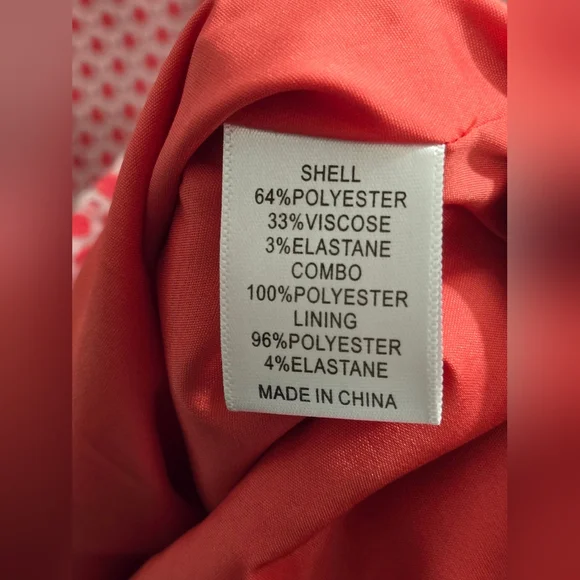 SHELL
64%POLYESTER
33%VISCOSE
3%ELASTANE
COMBO
100%POLYESTER
LINING
96%POLYESTER
4%ELASTANE
MADE IN CHINA